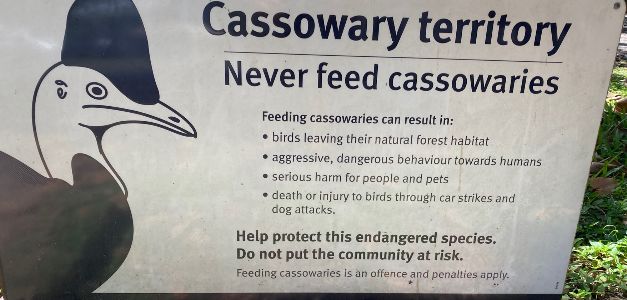 Cassowary territory
Never feed cassowaries
Feeding cassowaries can result in:
• birds leaving their natural forest habitat
• aggressive, dangerous behaviour towards humans
• serious harm for people and pets
• death or injury to birds through car strikes and
dog attacks.
Help protect this endangered species.
Do not put the community at risk.
Feeding cassowaries is an offence and penalties apply.